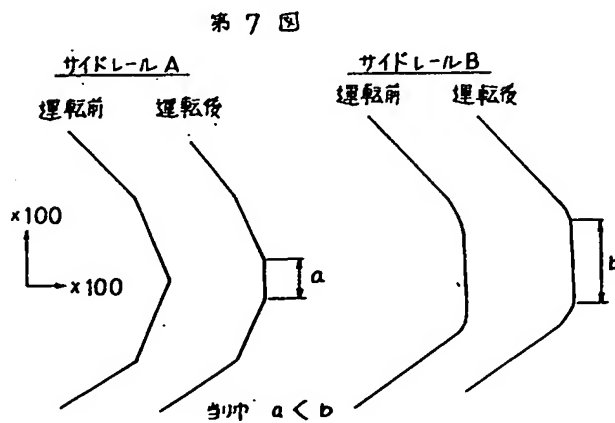 第7図
サイドレールA
サイドレールB
運転前
運転後
運転前
運転後
×100
×100
a
b
当り巾 a<b